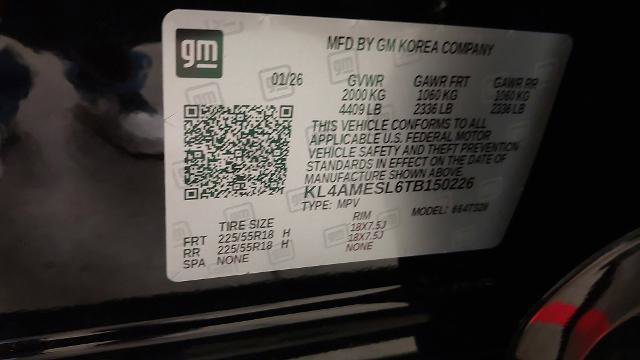 gm
MFD BY GM KOREA COMPANY
01/26 GVWR GAWR FRT GAWR RR
2000 KG 1060 KG 1060 KG
4409 LB 2336 LB 2336 LB
THIS VEHICLE CONFORMS TO ALL
APPLICABLE U.S. FEDERAL MOTOR
VEHICLE SAFETY AND THEFT PREVENTION
STANDARDS IN EFFECT ON THE DATE OF
MANUFACTURE SHOWN ABOVE.
KL4AMESL6TB150226
TYPE: MPV MODEL:
TIRE SIZE RIM
FRT 225/55R18 H 18X7.5J
RR 225/55R18 H 18X7.5J
SPA NONE NONE